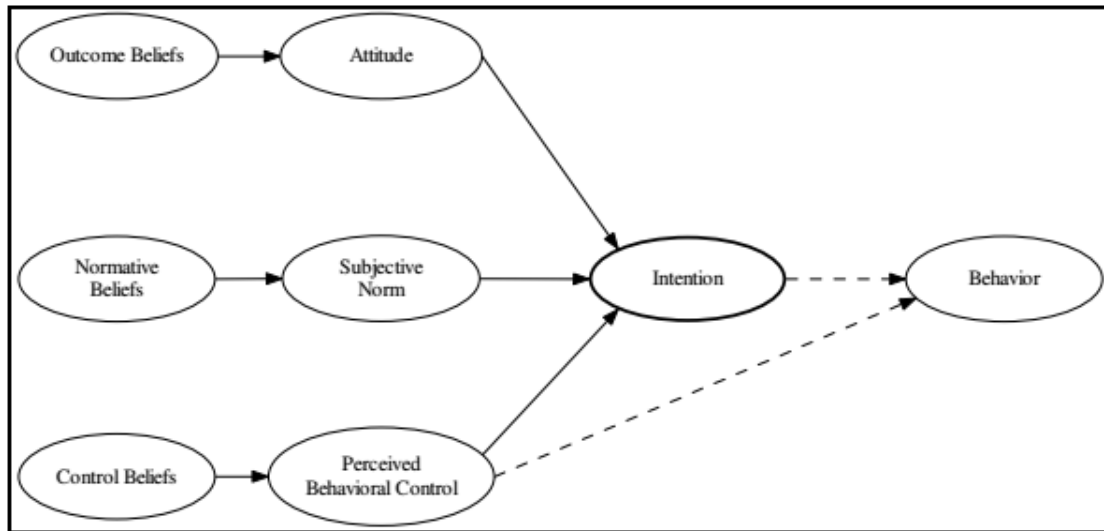 Outcome Beliefs
Attitude
Normative
Beliefs
Subjective
Norm
Intention
Behavior
Control Beliefs
Perceived
Behavioral Control